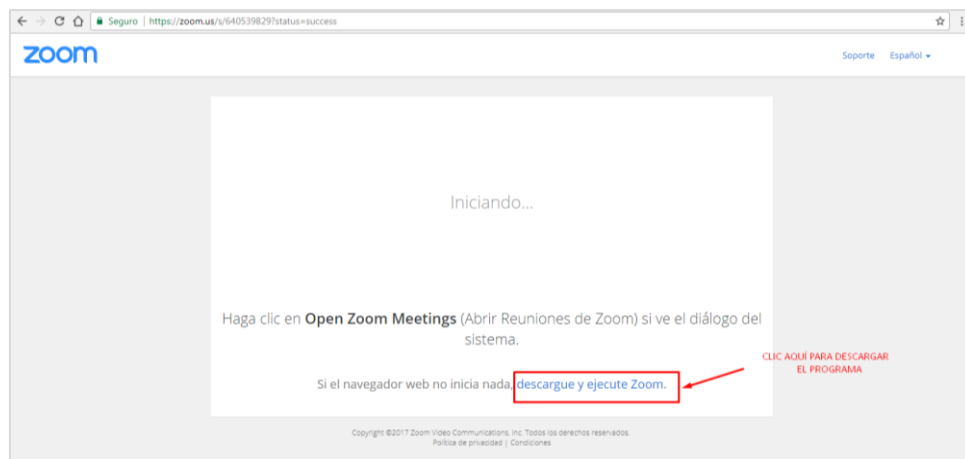 Seguro | https://zoom.us/s/640539829?status=success
zoom
Soporte Español
Iniciando...
Haga clic en Open Zoom Meetings (Abrir Reuniones de Zoom) si ve el diálogo del
sistema.
CLIC AQUÍ PARA DESCARGAR
EL PROGRAMA
Si el navegador web no inicia nada, descargue y ejecute Zoom.
Copyright ©2017 Zoom Video Communications, Inc. Todos los derechos reservados.
Política de privacidad | Condiciones